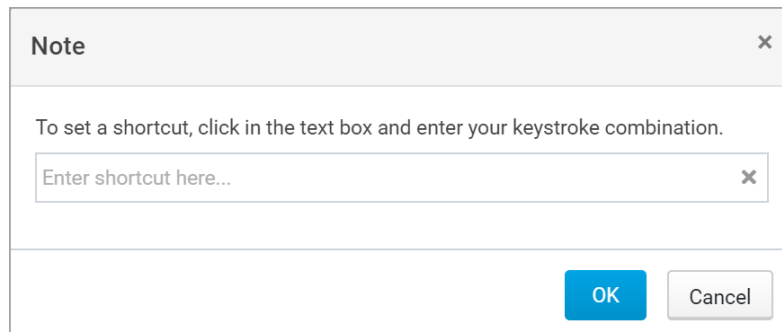 Note
To set a shortcut, click in the text box and enter your keystroke combination.
Enter shortcut here...
OK
Cancel